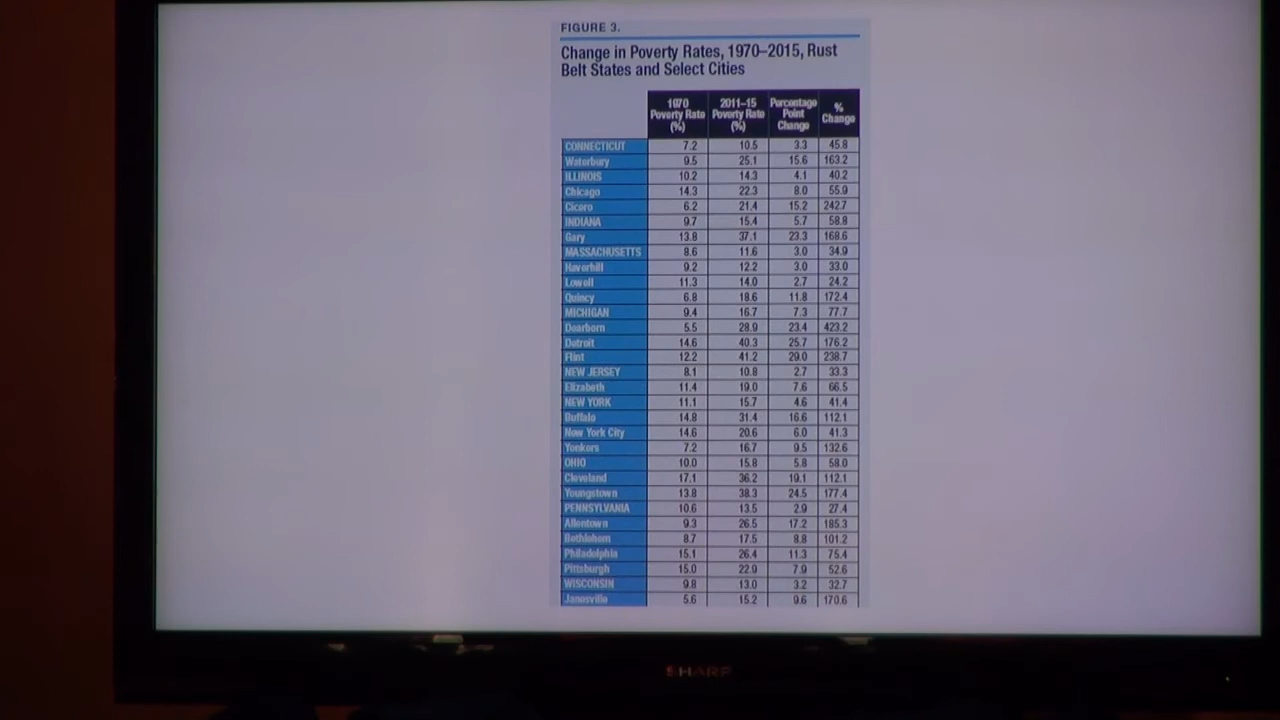 FIGURE 3.
Change in Poverty Rates, 1970–2015, Rust
Belt States and Select Cities
1970 Poverty Rate (%) 2011–15 Poverty Rate (%) Percentage Point Change % Change
CONNECTICUT 7.2 10.5 3.3 45.8
Waterbury 9.5 25.1 15.6 163.2
ILLINOIS 10.2 14.3 4.1 40.2
Chicago 14.3 22.3 8.0 55.9
Cicero 6.2 21.4 15.2 242.7
INDIANA 9.7 15.4 5.7 58.8
Gary 13.8 37.1 23.3 168.6
MASSACHUSETTS 8.6 11.6 3.0 34.9
Haverhill 9.2 12.2 3.0 33.0
Lowell 11.3 14.0 2.7 24.2
Quincy 6.8 18.6 11.8 172.4
MICHIGAN 9.4 16.7 7.3 77.7
Dearborn 5.5 28.9 23.4 423.2
Detroit 14.6 40.3 25.7 176.2
Flint 12.2 41.2 29.0 238.7
NEW JERSEY 8.1 10.8 2.7 33.3
Elizabeth 11.4 19.0 7.6 66.5
NEW YORK 11.1 15.7 4.6 41.4
Buffalo 14.8 31.4 16.6 112.1
New York City 14.6 20.6 6.0 41.3
Yonkers 7.2 16.7 9.5 132.6
OHIO 10.0 15.8 5.8 58.0
Cleveland 17.1 36.2 19.1 112.1
Youngstown 13.8 38.3 24.5 177.4
PENNSYLVANIA 10.6 13.5 2.9 27.4
Allentown 9.3 26.5 17.2 185.3
Bethlehem 8.7 17.5 8.8 101.2
Philadelphia 15.1 26.4 11.3 75.4
Pittsburgh 15.0 22.9 7.9 52.6
WISCONSIN 9.8 13.0 3.2 32.7
Janesville 5.6 15.2 9.6 170.6
SHARP